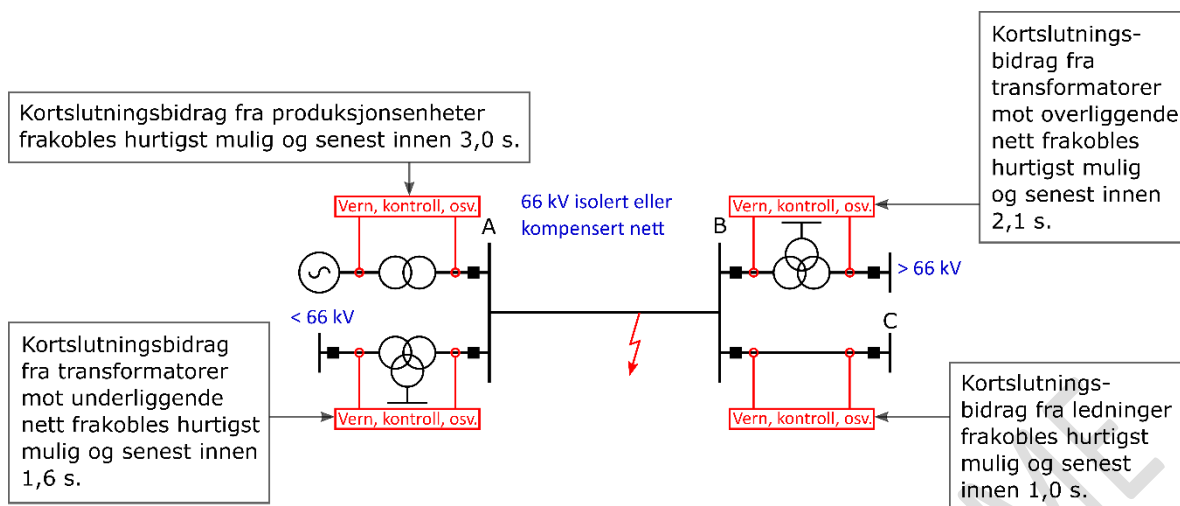 Kortslutnings-
bidrag fra
transformatorer
mot overliggende
nett frakobles
hurtigst mulig
og senest innen
2,1 s.
Kortslutningsbidrag fra produksjonsenheter
frakobles hurtigst mulig og senest innen 3,0 s.
Vern, kontroll, osv.
A
66 kV isolert eller
kompensert nett
B
Vern, kontroll, osv.
> 66 kV
< 66 kV
C
Kortslutningsbidrag
fra transformatorer
mot underliggende
nett frakobles hurtigst
mulig og senest innen
1,6 s.
Vern, kontroll, osv.
Vern, kontroll, osv.
Kortslutnings-
bidrag fra ledninger
frakobles hurtigst
mulig og senest
innen 1,0 s.